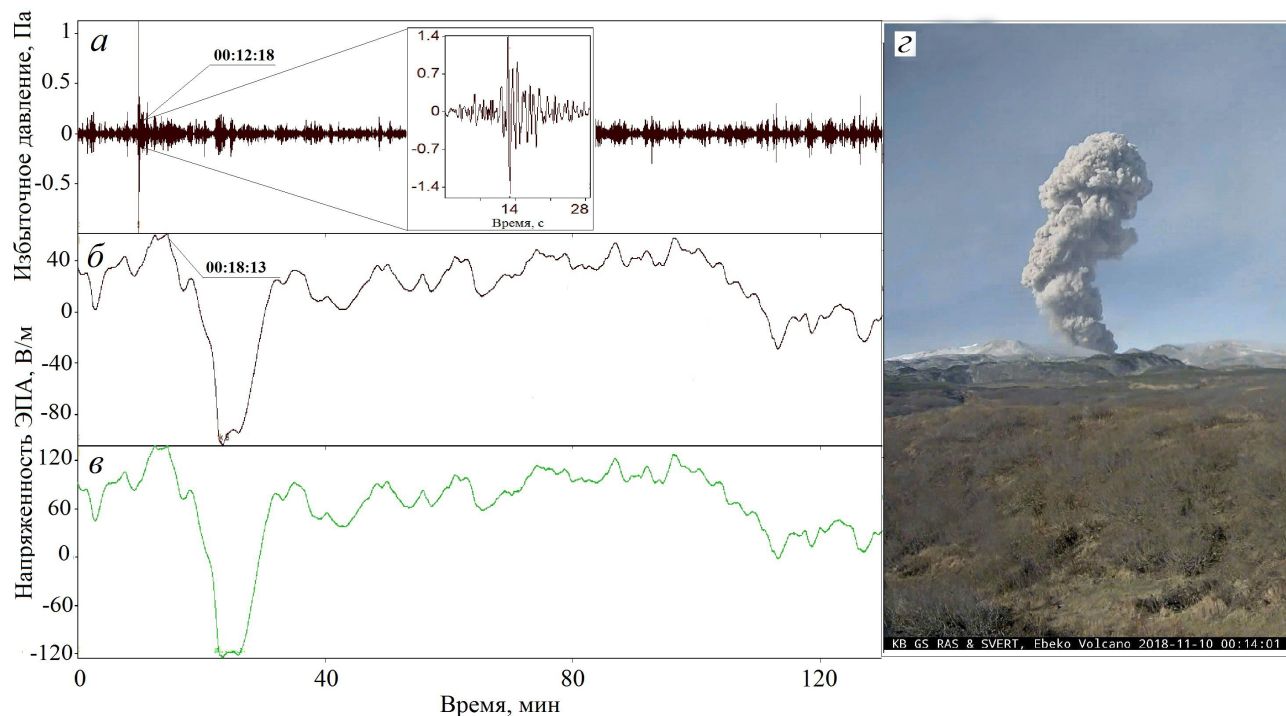 Избыточное давление, Па
1
0.5
0
-0.5
а
00:12:18
1.4
0.7
0
-0.7
-1.4
14 28
Время, с
Напряженность ЭПА, В/м
40
0
-40
-80
б
00:18:13
120
60
0
-60
-120
в
0 40 80 120
Время, мин
г
KB GS RAS & SVERT, Ebeko Volcano 2018-11-10 00:14:01